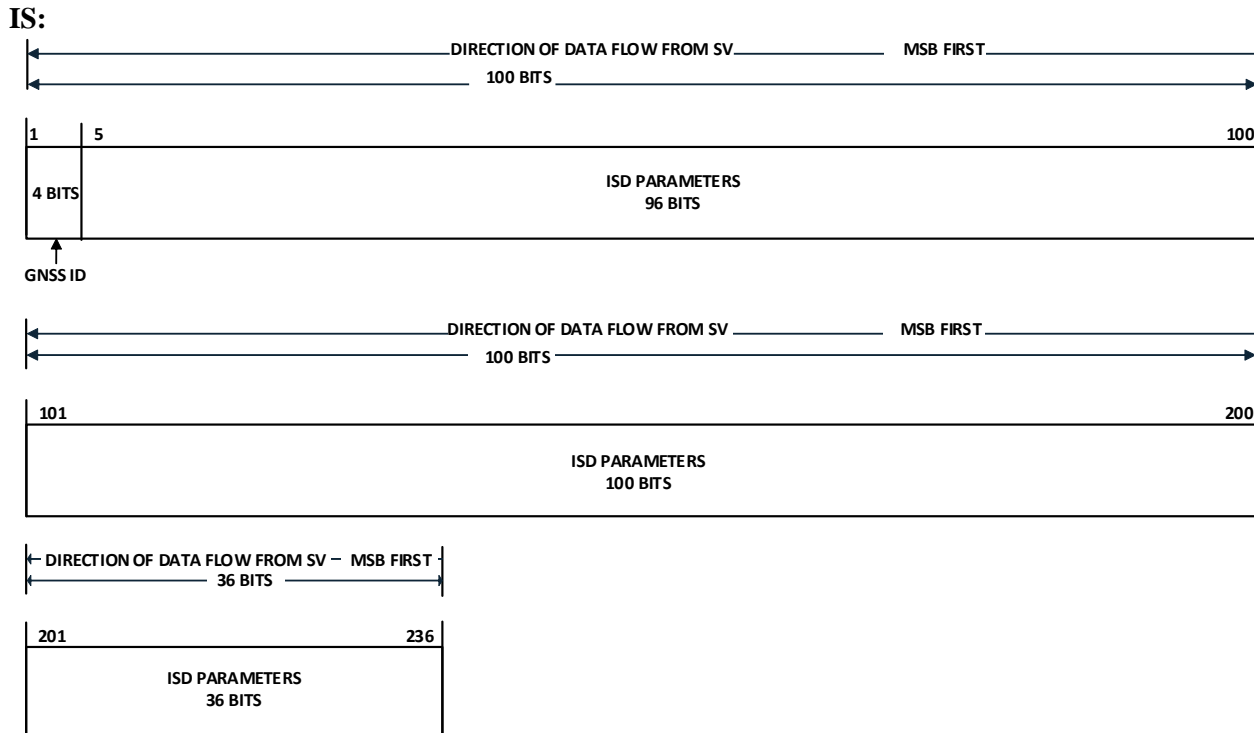 IS:
DIRECTION OF DATA FLOW FROM SV MSB FIRST
100 BITS
1 5 100
4 BITS
ISD PARAMETERS
96 BITS
GNSS ID
DIRECTION OF DATA FLOW FROM SV MSB FIRST
100 BITS
101 200
ISD PARAMETERS
100 BITS
DIRECTION OF DATA FLOW FROM SV MSB FIRST
36 BITS
201 236
ISD PARAMETERS
36 BITS